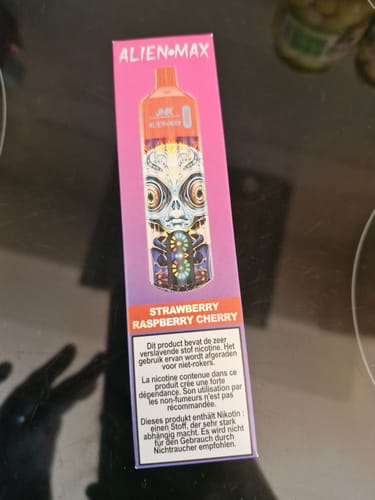 ALIEN MAX
JNR
ALIEN MAX
STRAWBERRY
RASPBERRY CHERRY
Dit product bevat de zeer
verslavende stof nicotine. Het
gebruik ervan wordt afgeraden
voor niet-rokers.
La nicotine contenue dans ce
produit crée une forte
dépendance. Son utilisation par
les non-fumeurs n'est pas
recommandée.
Dieses produkt enthält Nikotin :
einen Stoff, der sehr stark
abhängig macht. Es wird nicht
für den Gebrauch durch
Nichtraucher empfohlen.